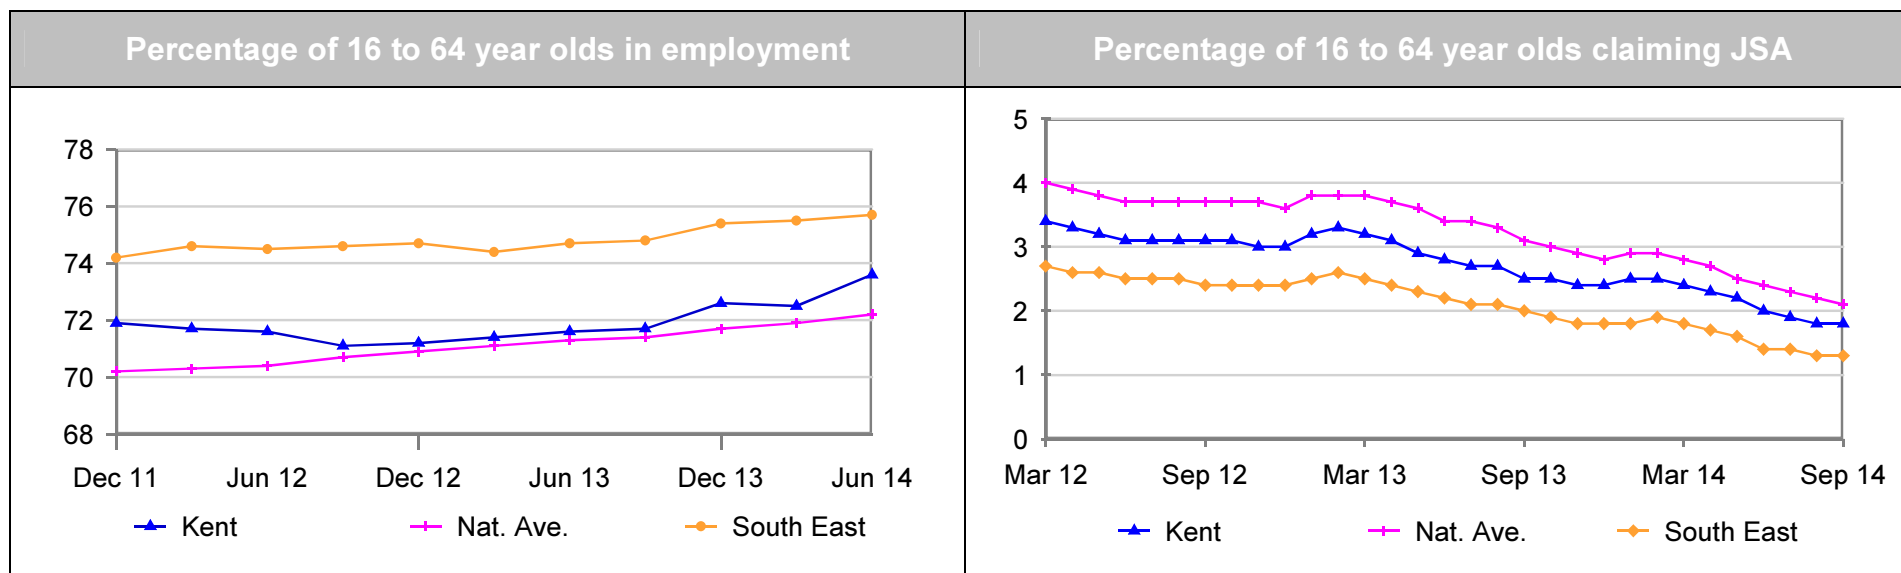 Percentage of 16 to 64 year olds in employment
78
76
74
72
70
68
Dec 11 Jun 12 Dec 12 Jun 13 Dec 13 Jun 14
Kent Nat. Ave. South East
Percentage of 16 to 64 year olds claiming JSA
5
4
3
2
1
0
Mar 12 Sep 12 Mar 13 Sep 13 Mar 14 Sep 14
Kent Nat. Ave. South East